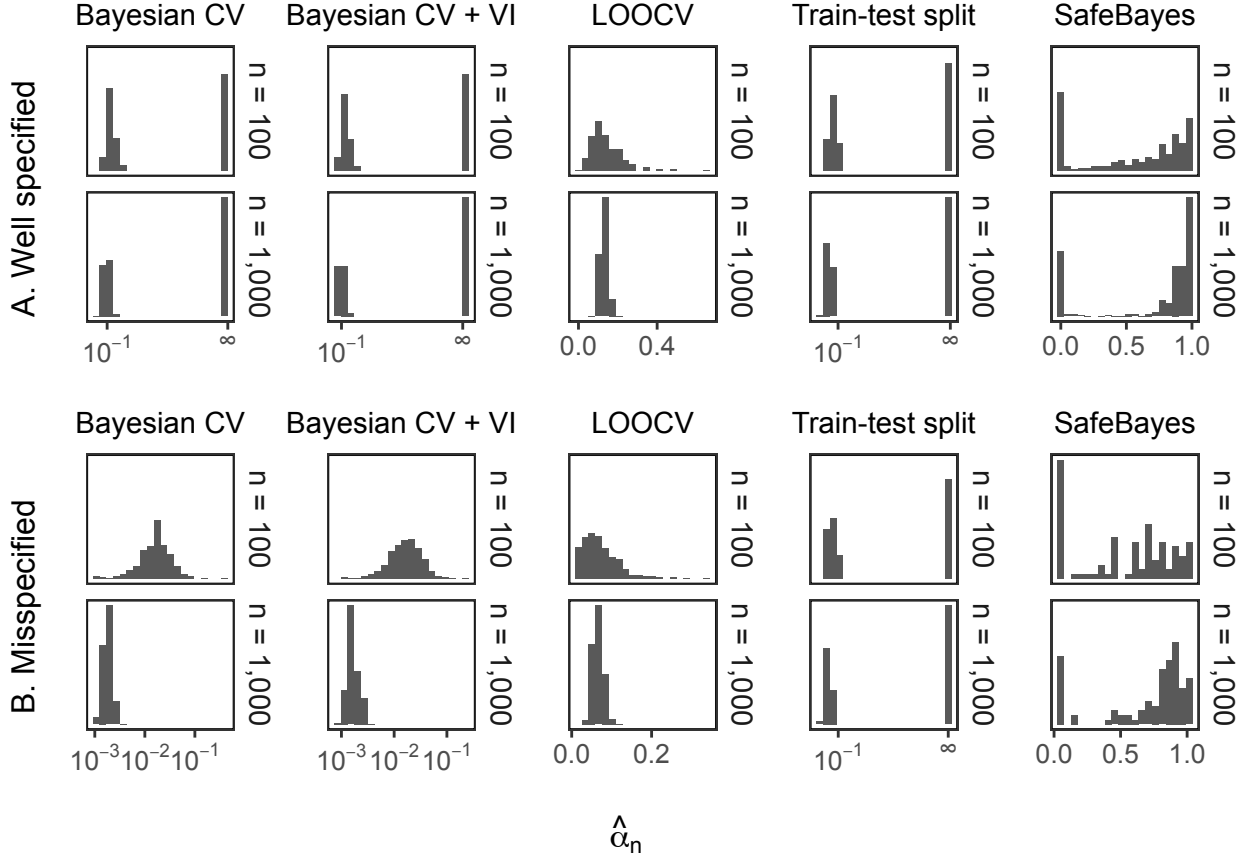 Bayesian CV
Bayesian CV + VI
LOOCV
Train-test split
SafeBayes
A. Well specified
n = 100
n = 100
n = 100
n = 100
n = 100
n = 1,000
n = 1,000
n = 1,000
n = 1,000
n = 1,000
10⁻¹ ∞
10⁻¹ ∞
0.0 0.4
10⁻¹ ∞
0.0 0.5 1.0
Bayesian CV
Bayesian CV + VI
LOOCV
Train-test split
SafeBayes
B. Misspecified
n = 100
n = 100
n = 100
n = 100
n = 100
n = 1,000
n = 1,000
n = 1,000
n = 1,000
n = 1,000
10⁻³ 10⁻² 10⁻¹
10⁻³ 10⁻² 10⁻¹
0.0 0.2
10⁻¹ ∞
0.0 0.5 1.0
α̂ₙ